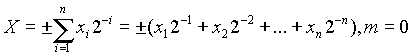 X = ±∑_{i=1}^{n} x_i 2^{-i} = ±(x_1 2^{-1} + x_2 2^{-2} + ... + x_n 2^{-n}), m = 0